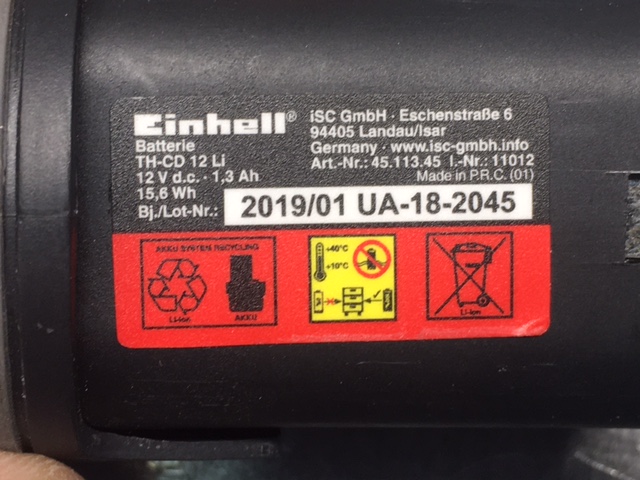 Einhell®
Batterie
TH-CD 12 Li
12 V d.c. · 1,3 Ah
15,6 Wh
Bj./Lot-Nr.: 2019/01 UA-18-2045
iSC GmbH · Eschenstraße 6
94405 Landau/Isar
Germany · www.isc-gmbh.info
Art.-Nr.: 45.113.45 I.-Nr.: 11012
Made in P.R.C. (01)
AKKU SYSTEM RECYCLING
Li-ion
AKKU
+40°C
+10°C
Li-ion